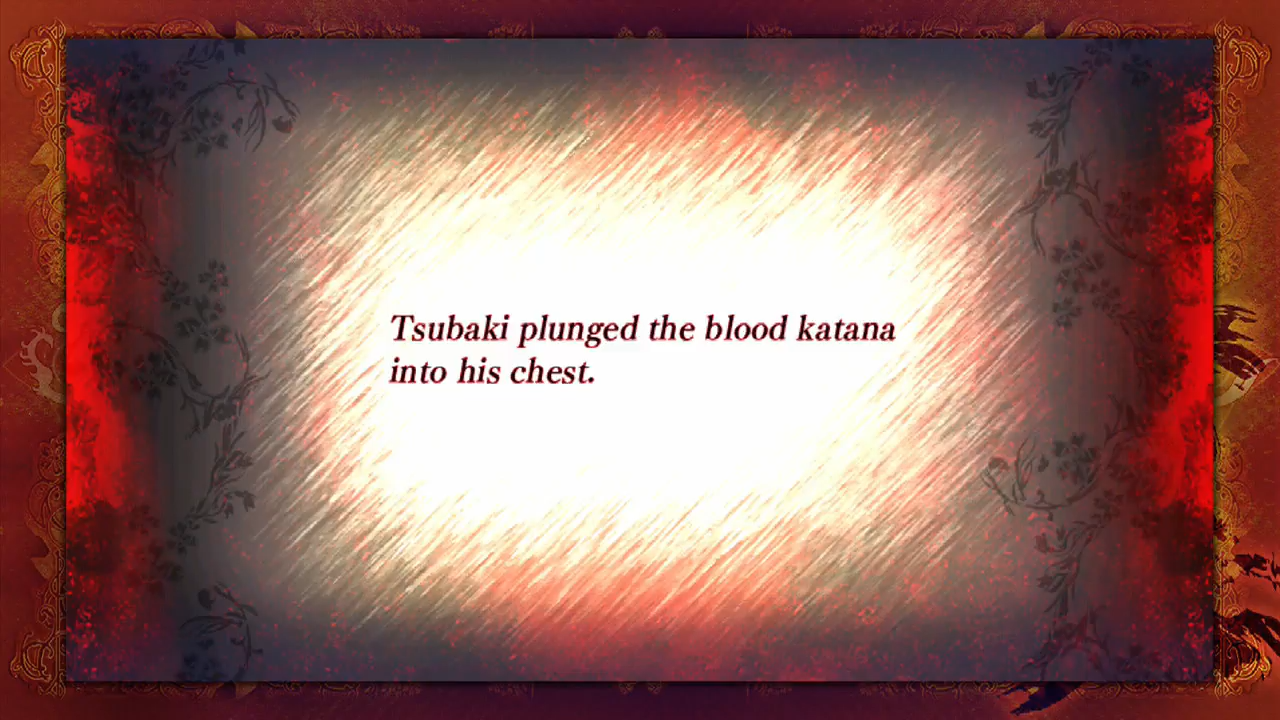 Tsubaki plunged the blood katana
into his chest.